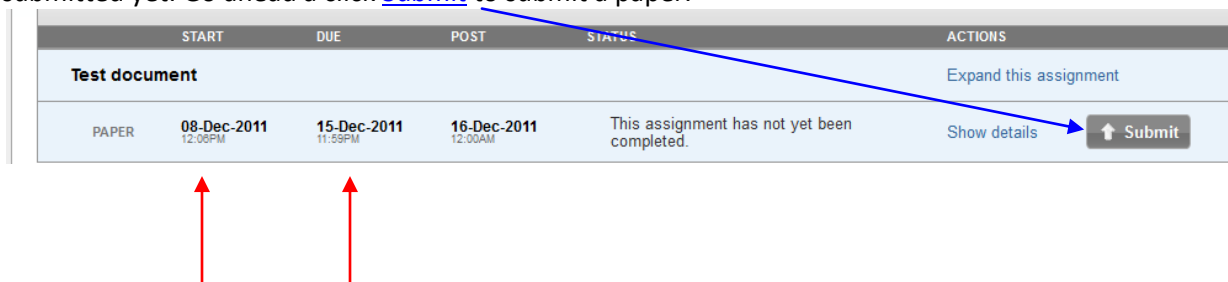 submitted yet. Go ahead a click Submit to submit a paper.
START DUE POST STATUS ACTIONS
Test document Expand this assignment
PAPER 08-Dec-2011 15-Dec-2011 16-Dec-2011 This assignment has not yet been Show details Submit
12:06PM 11:59PM 12:00AM completed.